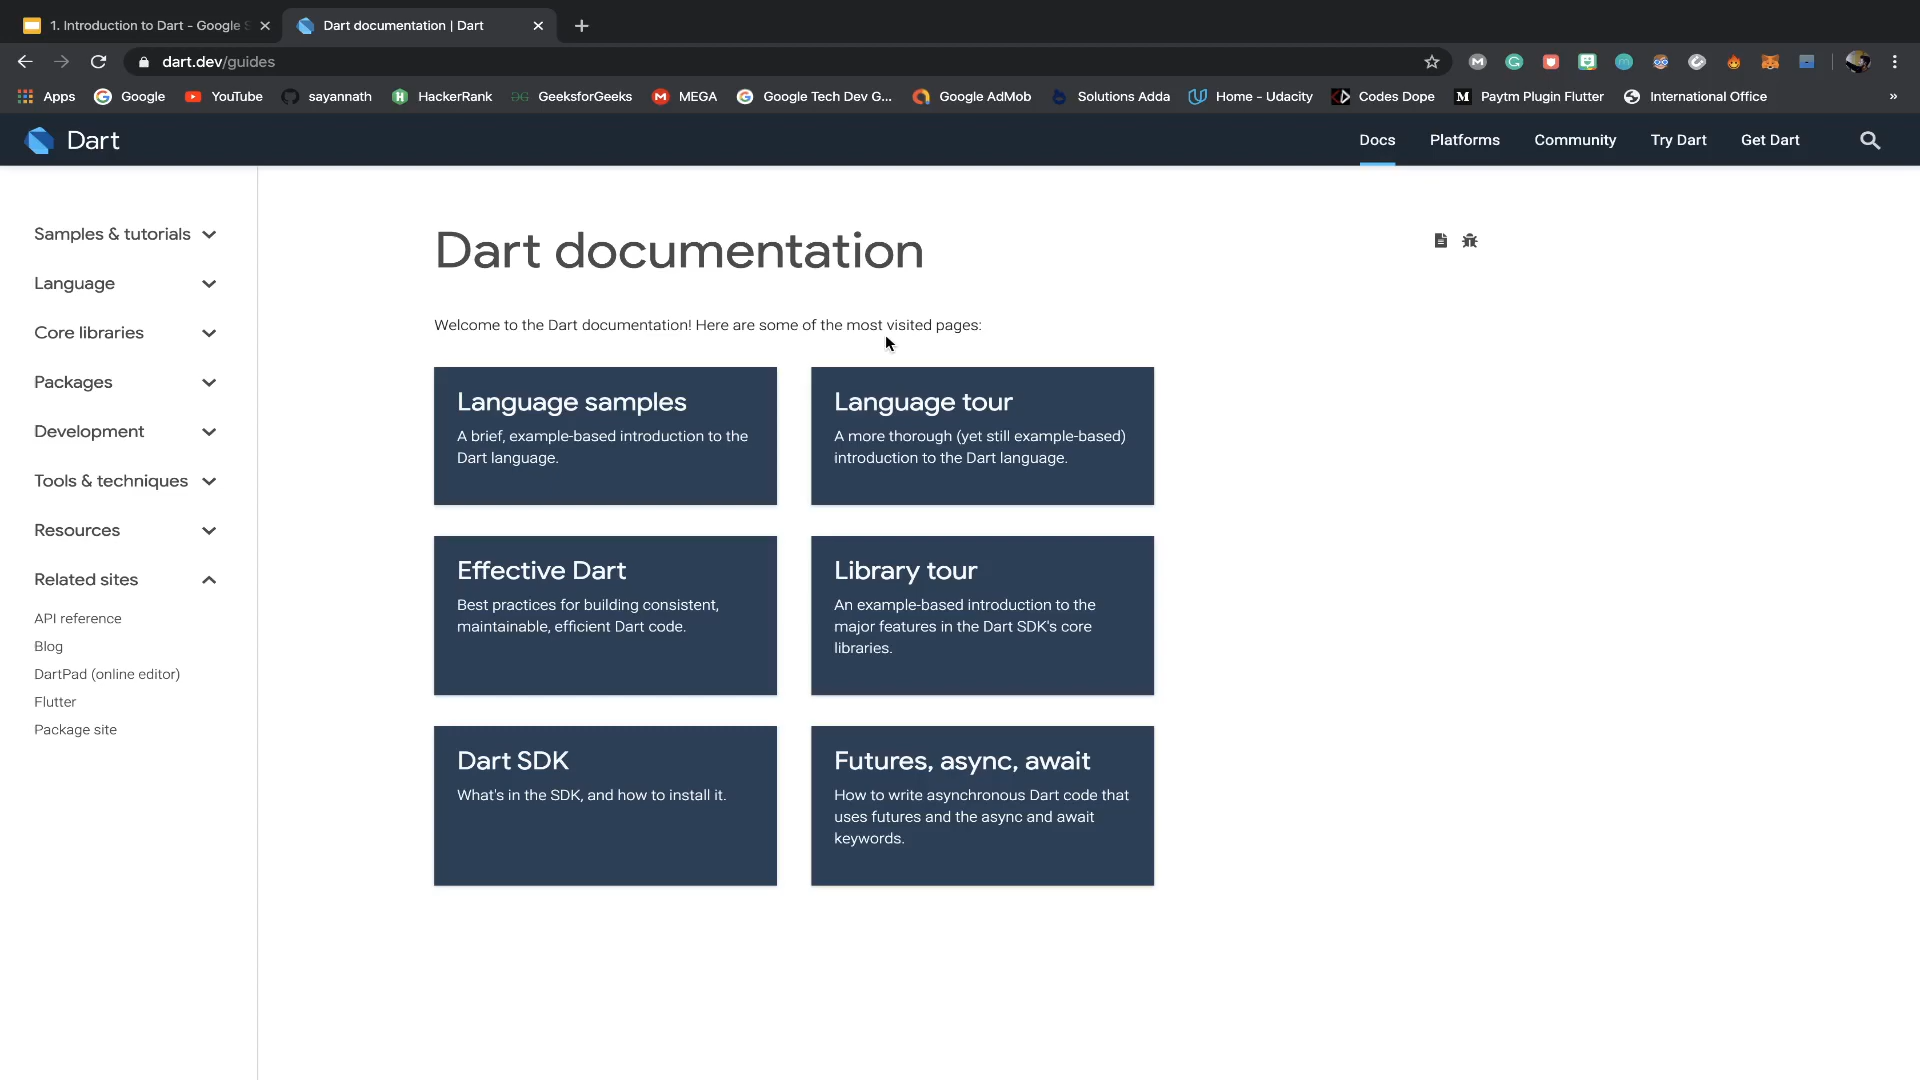 1. Introduction to Dart - Google S
Dart documentation | Dart
dart.dev/guides
Apps
Google
YouTube
sayannath
HackerRank
GeeksforGeeks
MEGA
Google Tech Dev G...
Google AdMob
Solutions Adda
Home - Udacity
Codes Dope
Paytm Plugin Flutter
International Office
»
Dart
Docs
Platforms
Community
Try Dart
Get Dart
Samples & tutorials
Language
Core libraries
Packages
Development
Tools & techniques
Resources
Related sites
API reference
Blog
DartPad (online editor)
Flutter
Package site
Dart documentation
Welcome to the Dart documentation! Here are some of the most visited pages:
Language samples
A brief, example-based introduction to the
Dart language.
Language tour
A more thorough (yet still example-based)
introduction to the Dart language.
Effective Dart
Best practices for building consistent,
maintainable, efficient Dart code.
Library tour
An example-based introduction to the
major features in the Dart SDK's core
libraries.
Dart SDK
What's in the SDK, and how to install it.
Futures, async, await
How to write asynchronous Dart code that
uses futures and the async and await
keywords.